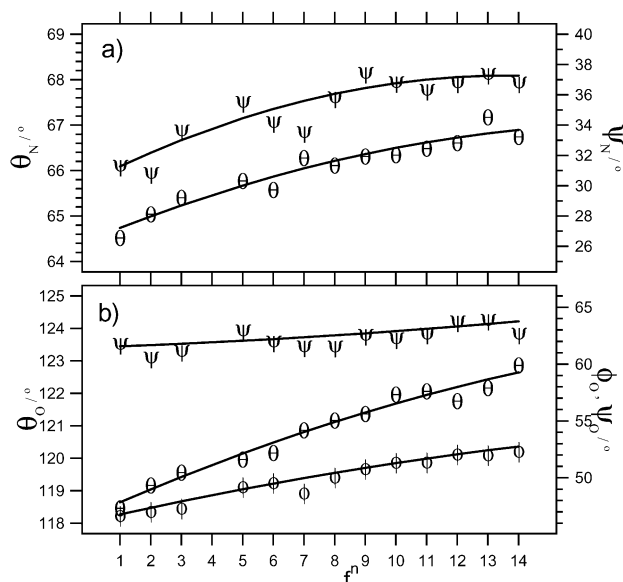 a)
69
68
67
66
65
64
θN/°
40
38
36
34
32
30
28
26
ψN/°
ψ ψ ψ ψ ψ ψ ψ ψ ψ ψ ψ ψ ψ
θ θ θ θ θ θ θ θ θ θ θ θ θ
b)
125
124
123
122
121
120
119
118
θO/°
65
60
55
50
ϕO, ψO/°
ψ ψ ψ ψ ψ ψ ψ ψ ψ ψ ψ ψ ψ
θ θ θ θ θ θ θ θ θ θ θ θ θ
ϕ ϕ ϕ ϕ ϕ ϕ ϕ ϕ ϕ ϕ ϕ ϕ ϕ
1 2 3 4 5 6 7 8 9 10 11 12 13 14
fⁿ